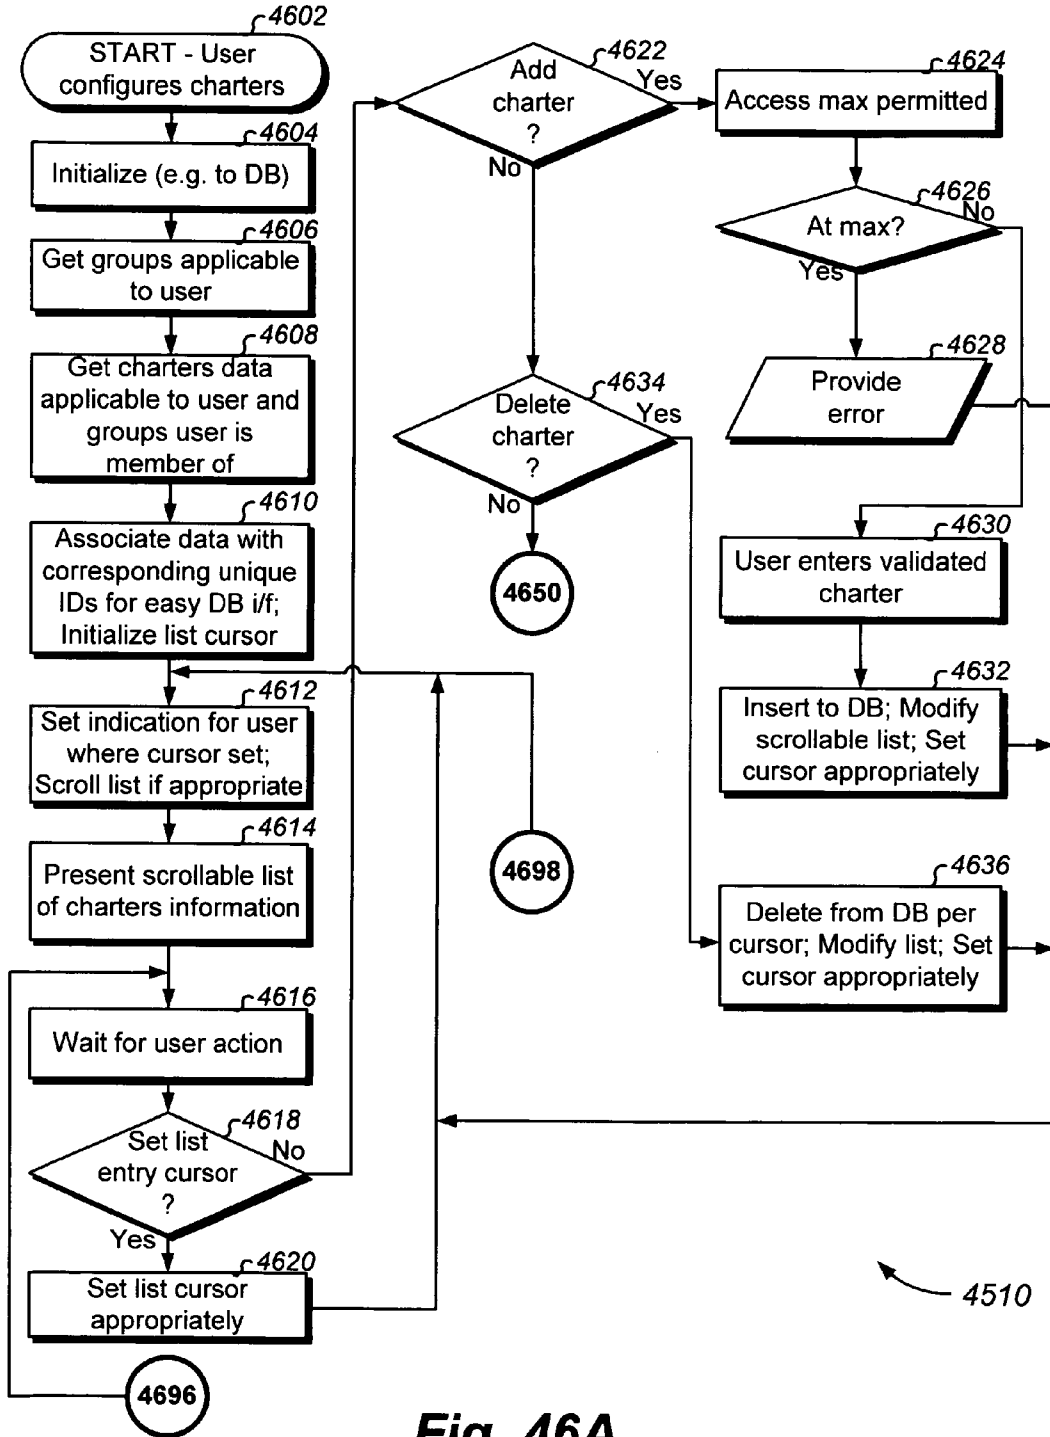 4602
START - User
configures charters
4604
Initialize (e.g. to DB)
4606
Get groups applicable
to user
4608
Get charters data
applicable to user and
groups user is
member of
4610
Associate data with
corresponding unique
IDs for easy DB i/f;
Initialize list cursor
4612
Set indication for user
where cursor set;
Scroll list if appropriate
4614
Present scrollable list
of charters information
4616
Wait for user action
4618
Set list
entry cursor
?
No
Yes
4620
Set list cursor
appropriately
4696
4622
Add
charter
?
Yes
No
4634
Delete
charter
?
Yes
No
4650
4698
4624
Access max permitted
4626
At max?
No
Yes
4628
Provide
error
4630
User enters validated
charter
4632
Insert to DB; Modify
scrollable list; Set
cursor appropriately
4636
Delete from DB per
cursor; Modify list; Set
cursor appropriately
4510
Fig. 46A